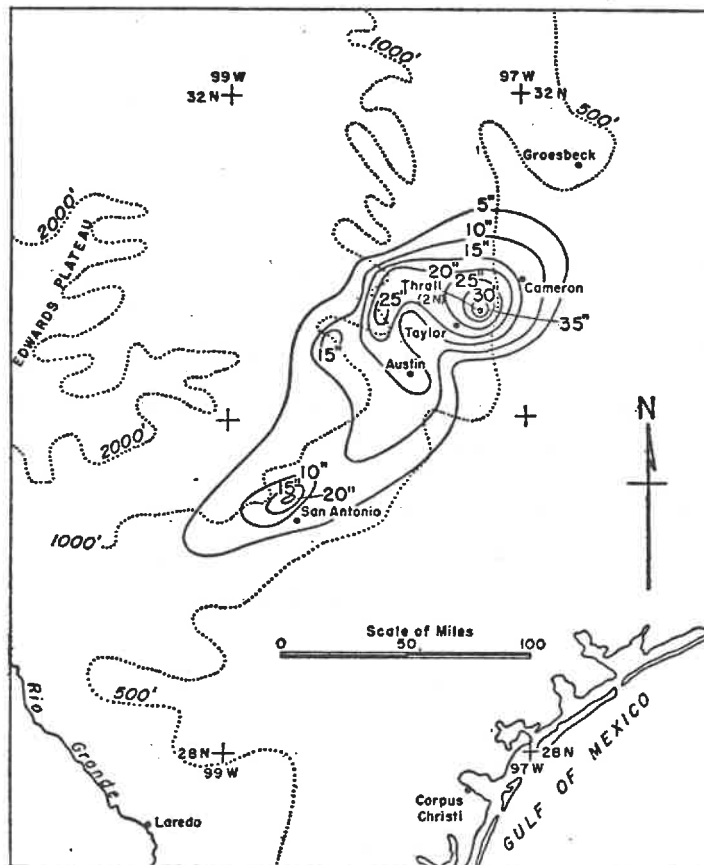 1000'
99 W
32 N
97 W
32 N
500'
Groesbeck
2000'
EDWARDS PLATEAU
5"
10"
15"
20"
25"
Cameron
Thrall
(2 N)
30"
25"
35"
Taylor
15"
Austin
2000'
N
10"
15"
20"
San Antonio
1000'
Scale of Miles
0 50 100
500'
Rio Grande
28 N
99 W
28 N
97 W
GULF OF MEXICO
Corpus
Christi
Laredo